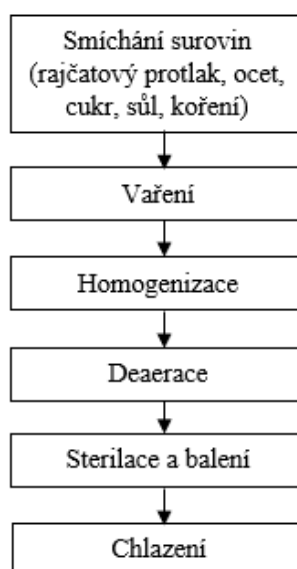 Smíchání surovin
(rajčatový protlak, ocet,
cukr, sůl, koření)
Vaření
Homogenizace
Deaerace
Sterilace a balení
Chlazení